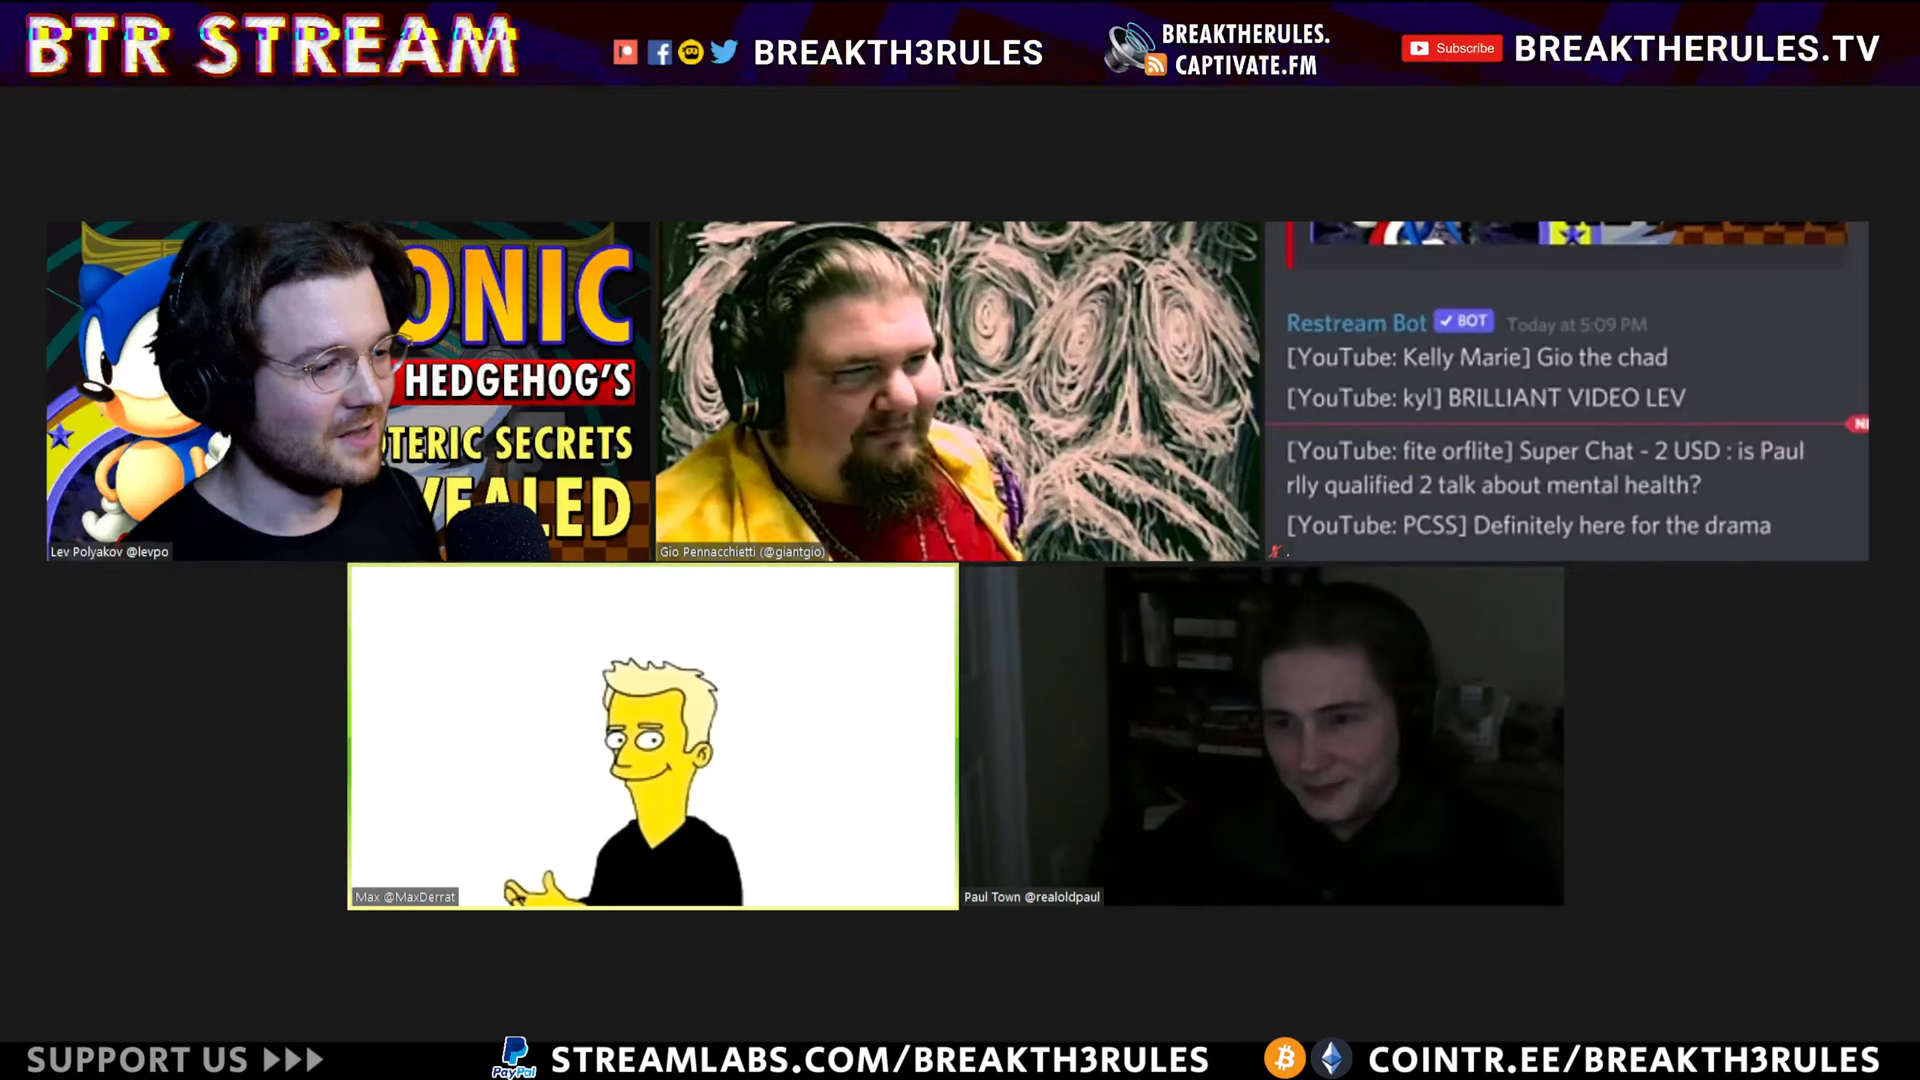 BTR STREAM
BREAKTH3RULES
BREAKTHERULES.
CAPTIVATE.FM
Subscribe
BREAKTHERULES.TV
ONIC
HEDGEHOG'S
TERIC SECRETS
EALED
Lev Polyakov @levpo
Gio Pennacchietti (@giantgio)
Restream Bot ✓ BOT Today at 5:09 PM
[YouTube: Kelly Marie] Gio the chad
[YouTube: kyl] BRILLIANT VIDEO LEV
[YouTube: fite orflite] Super Chat - 2 USD : is Paul
rlly qualified 2 talk about mental health?
[YouTube: PCSS] Definitely here for the drama
.
Max @MaxDerrat
Paul Town @realoldpaul
SUPPORT US
PayPal
STREAMLABS.COM/BREAKTH3RULES
COINTR.EE/BREAKTH3RULES